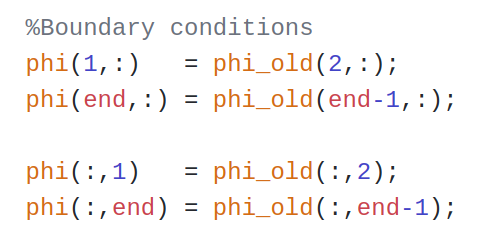 %Boundary conditions
phi(1,:)   = phi_old(2,:);
phi(end,:) = phi_old(end-1,:);

phi(:,1)   = phi_old(:,2);
phi(:,end) = phi_old(:,end-1);